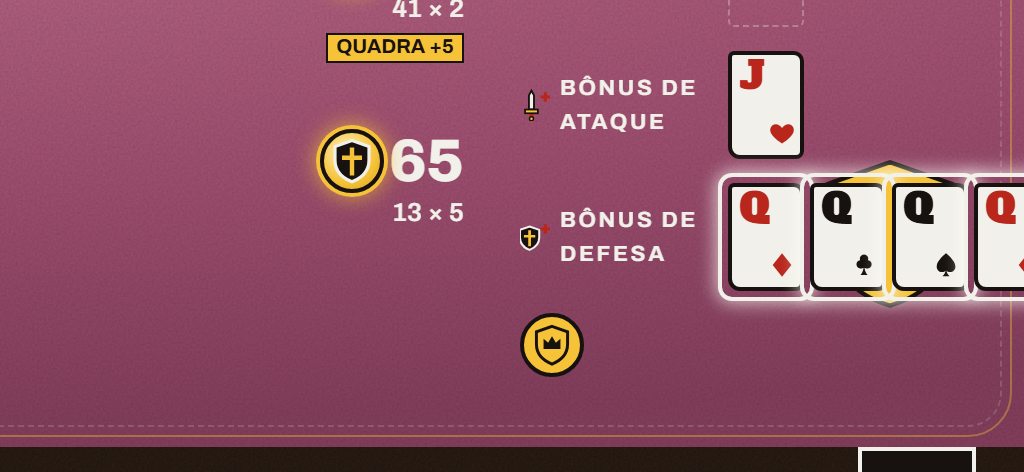 41 × 2
QUADRA +5
BÔNUS DE
ATAQUE
J
65
13 × 5
BÔNUS DE
DEFESA
Q Q Q Q